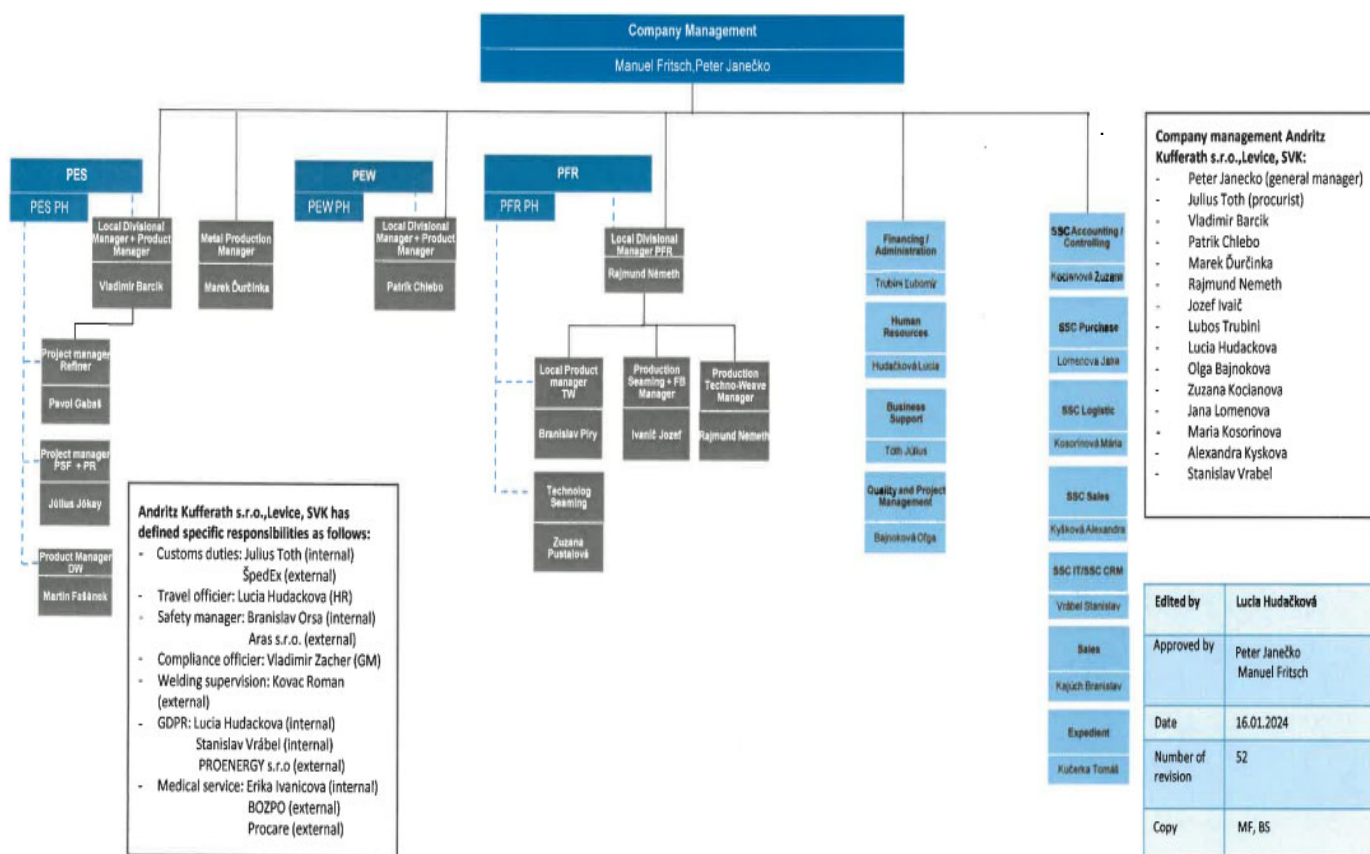 Company Management
Manuel Fritsch,Peter Janečko
PES
PES PH
Local Divisional
Manager + Product
Manager
Vladimir Barcik
Metal Production
Manager
Marek Ďurčinka
PEW
PEW PH
Local Divisional
Manager + Product
Manager
Patrik Chlebo
PFR
PFR PH
Local Divisional
Manager PFR
Rajmund Németh
Project manager
Refiner
Pavol Gabaš
Project manager
PSF + PR
Július Jókay
Product Manager
DW
Martin Fašánek
Local Product
manager
TW
Branislav Piry
Production
Seaming + FB
Manager
Ivanič Jozef
Production
Techno-Weave
Manager
Rajmund Nemeth
Technolog
Seaming
Zuzana
Pustalová
Financing /
Administration
Trubini Ľubomír
Human
Resources
Hudačková Lucia
Business
Support
Toth Július
Quality and Project
Management
Bajnoková Oľga
SSC Accounting /
Controlling
Kocianová Zuzana
SSC Purchase
Lomenova Jana
SSC Logistic
Kosorinová Mária
SSC Sales
Kyšková Alexandra
SSC IT/SSC CRM
Vrábel Stanislav
Sales
Kajúch Branislav
Expedient
Kučerka Tomáš
Andritz Kufferath s.r.o.,Levice, SVK has
defined specific responsibilities as follows:
- Customs duties: Julius Toth (internal)
ŠpedEx (external)
- Travel officier: Lucia Hudackova (HR)
- Safety manager: Branislav Orsa (internal)
Aras s.r.o. (external)
- Compliance officier: Vladimir Zacher (GM)
- Welding supervision: Kovac Roman
(external)
- GDPR: Lucia Hudackova (internal)
Stanislav Vrábel (internal)
PROENERGY s.r.o (external)
- Medical service: Erika Ivanicova (internal)
BOZPO (external)
Procare (external)
Company management Andritz
Kufferath s.r.o.,Levice, SVK:
- Peter Janecko (general manager)
- Julius Toth (procurist)
- Vladimir Barcik
- Patrik Chlebo
- Marek Ďurčinka
- Rajmund Nemeth
- Jozef Ivaič
- Lubos Trubini
- Lucia Hudackova
- Olga Bajnokova
- Zuzana Kocianova
- Jana Lomenova
- Maria Kosorinova
- Alexandra Kyskova
- Stanislav Vrabel
Edited by Lucia Hudačková
Approved by Peter Janečko
Manuel Fritsch
Date 16.01.2024
Number of 52
revision
Copy MF, BS